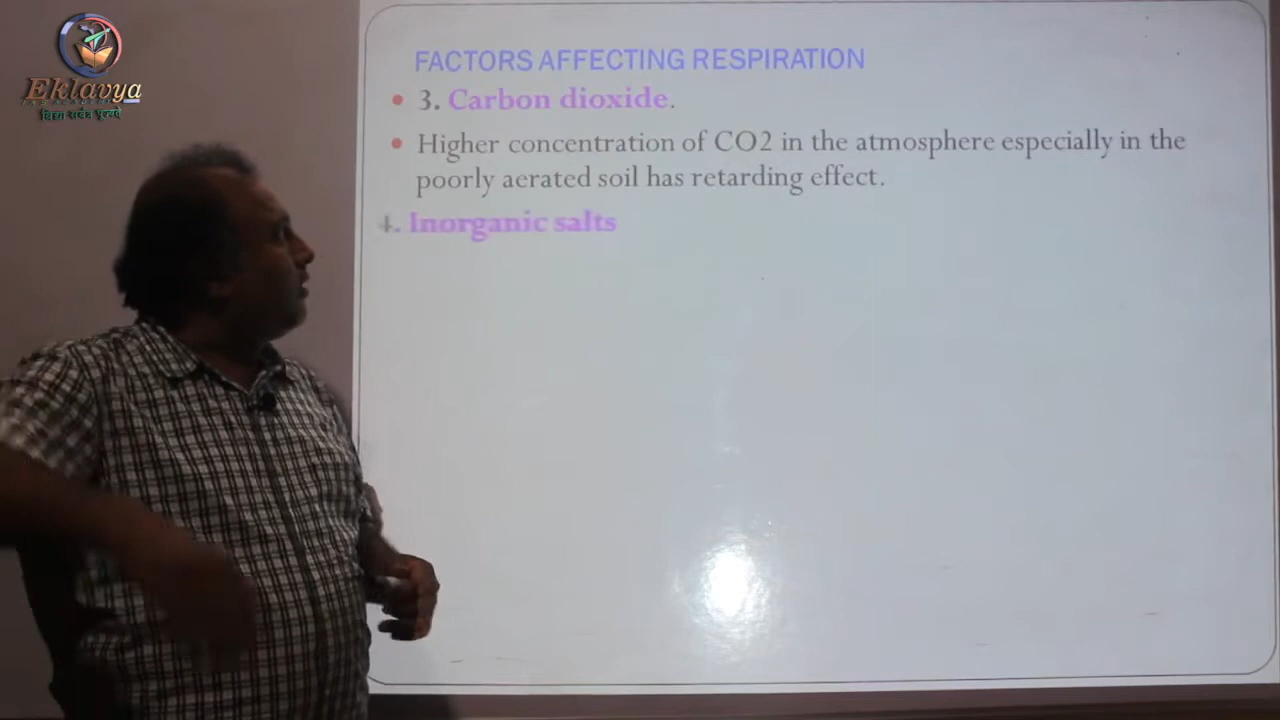 Eklavya
FACTORS AFFECTING RESPIRATION
• 3. Carbon dioxide.
• Higher concentration of CO2 in the atmosphere especially in the
poorly aerated soil has retarding effect.
4. Inorganic salts